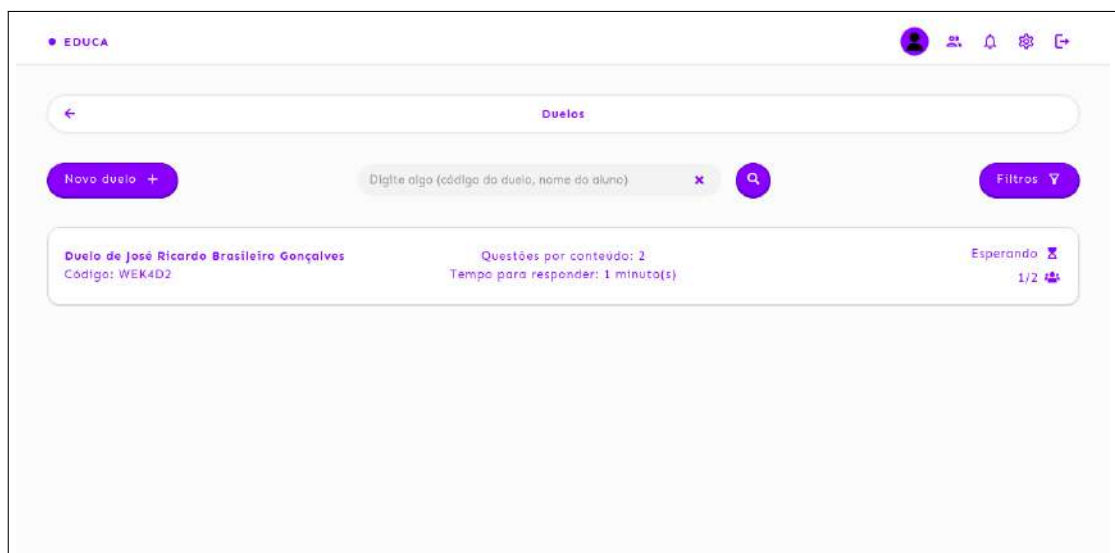 EDUCA
Duelos
Novo duelo +
Digite algo (código do duelo, nome do aluno)
Filtros
Duelo de José Ricardo Brasileiro Gonçalves
Código: WEK4D2
Questões por conteúdo: 2
Tempo para responder: 1 minuto(s)
Esperando
1/2